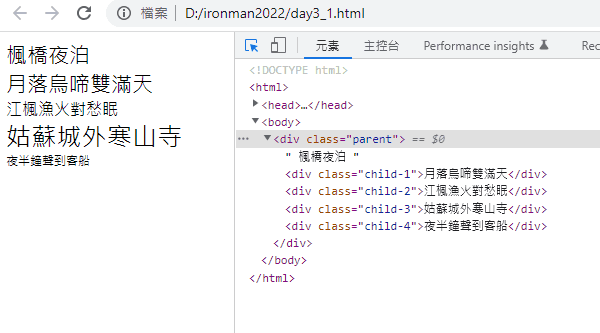 檔案 D:/ironman2022/day3_1.html
楓橋夜泊
月落烏啼雙滿天
江楓漁火對愁眠
姑蘇城外寒山寺
夜半鐘聲到客船
元素 主控台 Performance insights Rec
<!DOCTYPE html>
<html>
<head>…</head>
<body>
<div class="parent"> == $0
" 楓橋夜泊 "
<div class="child-1">月落烏啼雙滿天</div>
<div class="child-2">江楓漁火對愁眠</div>
<div class="child-3">姑蘇城外寒山寺</div>
<div class="child-4">夜半鐘聲到客船</div>
</div>
</body>
</html>